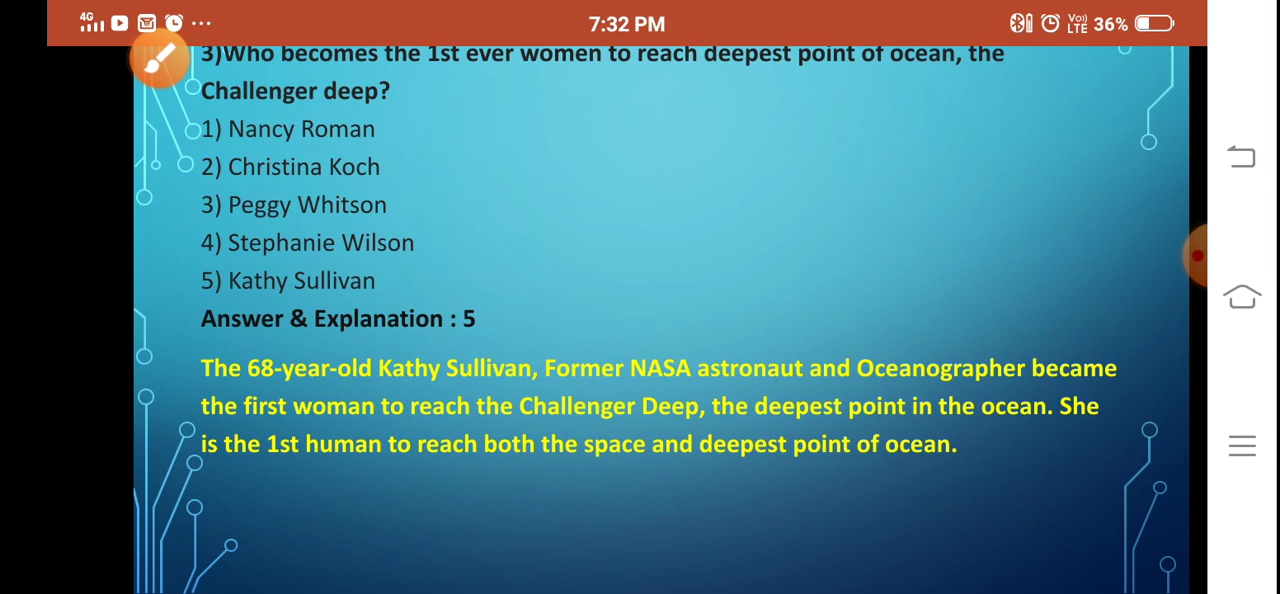 4G 7:32 PM Vo) LTE 36%
3)Who becomes the 1st ever women to reach deepest point of ocean, the
Challenger deep?
1) Nancy Roman
2) Christina Koch
3) Peggy Whitson
4) Stephanie Wilson
5) Kathy Sullivan
Answer & Explanation : 5
The 68-year-old Kathy Sullivan, Former NASA astronaut and Oceanographer became
the first woman to reach the Challenger Deep, the deepest point in the ocean. She
is the 1st human to reach both the space and deepest point of ocean.